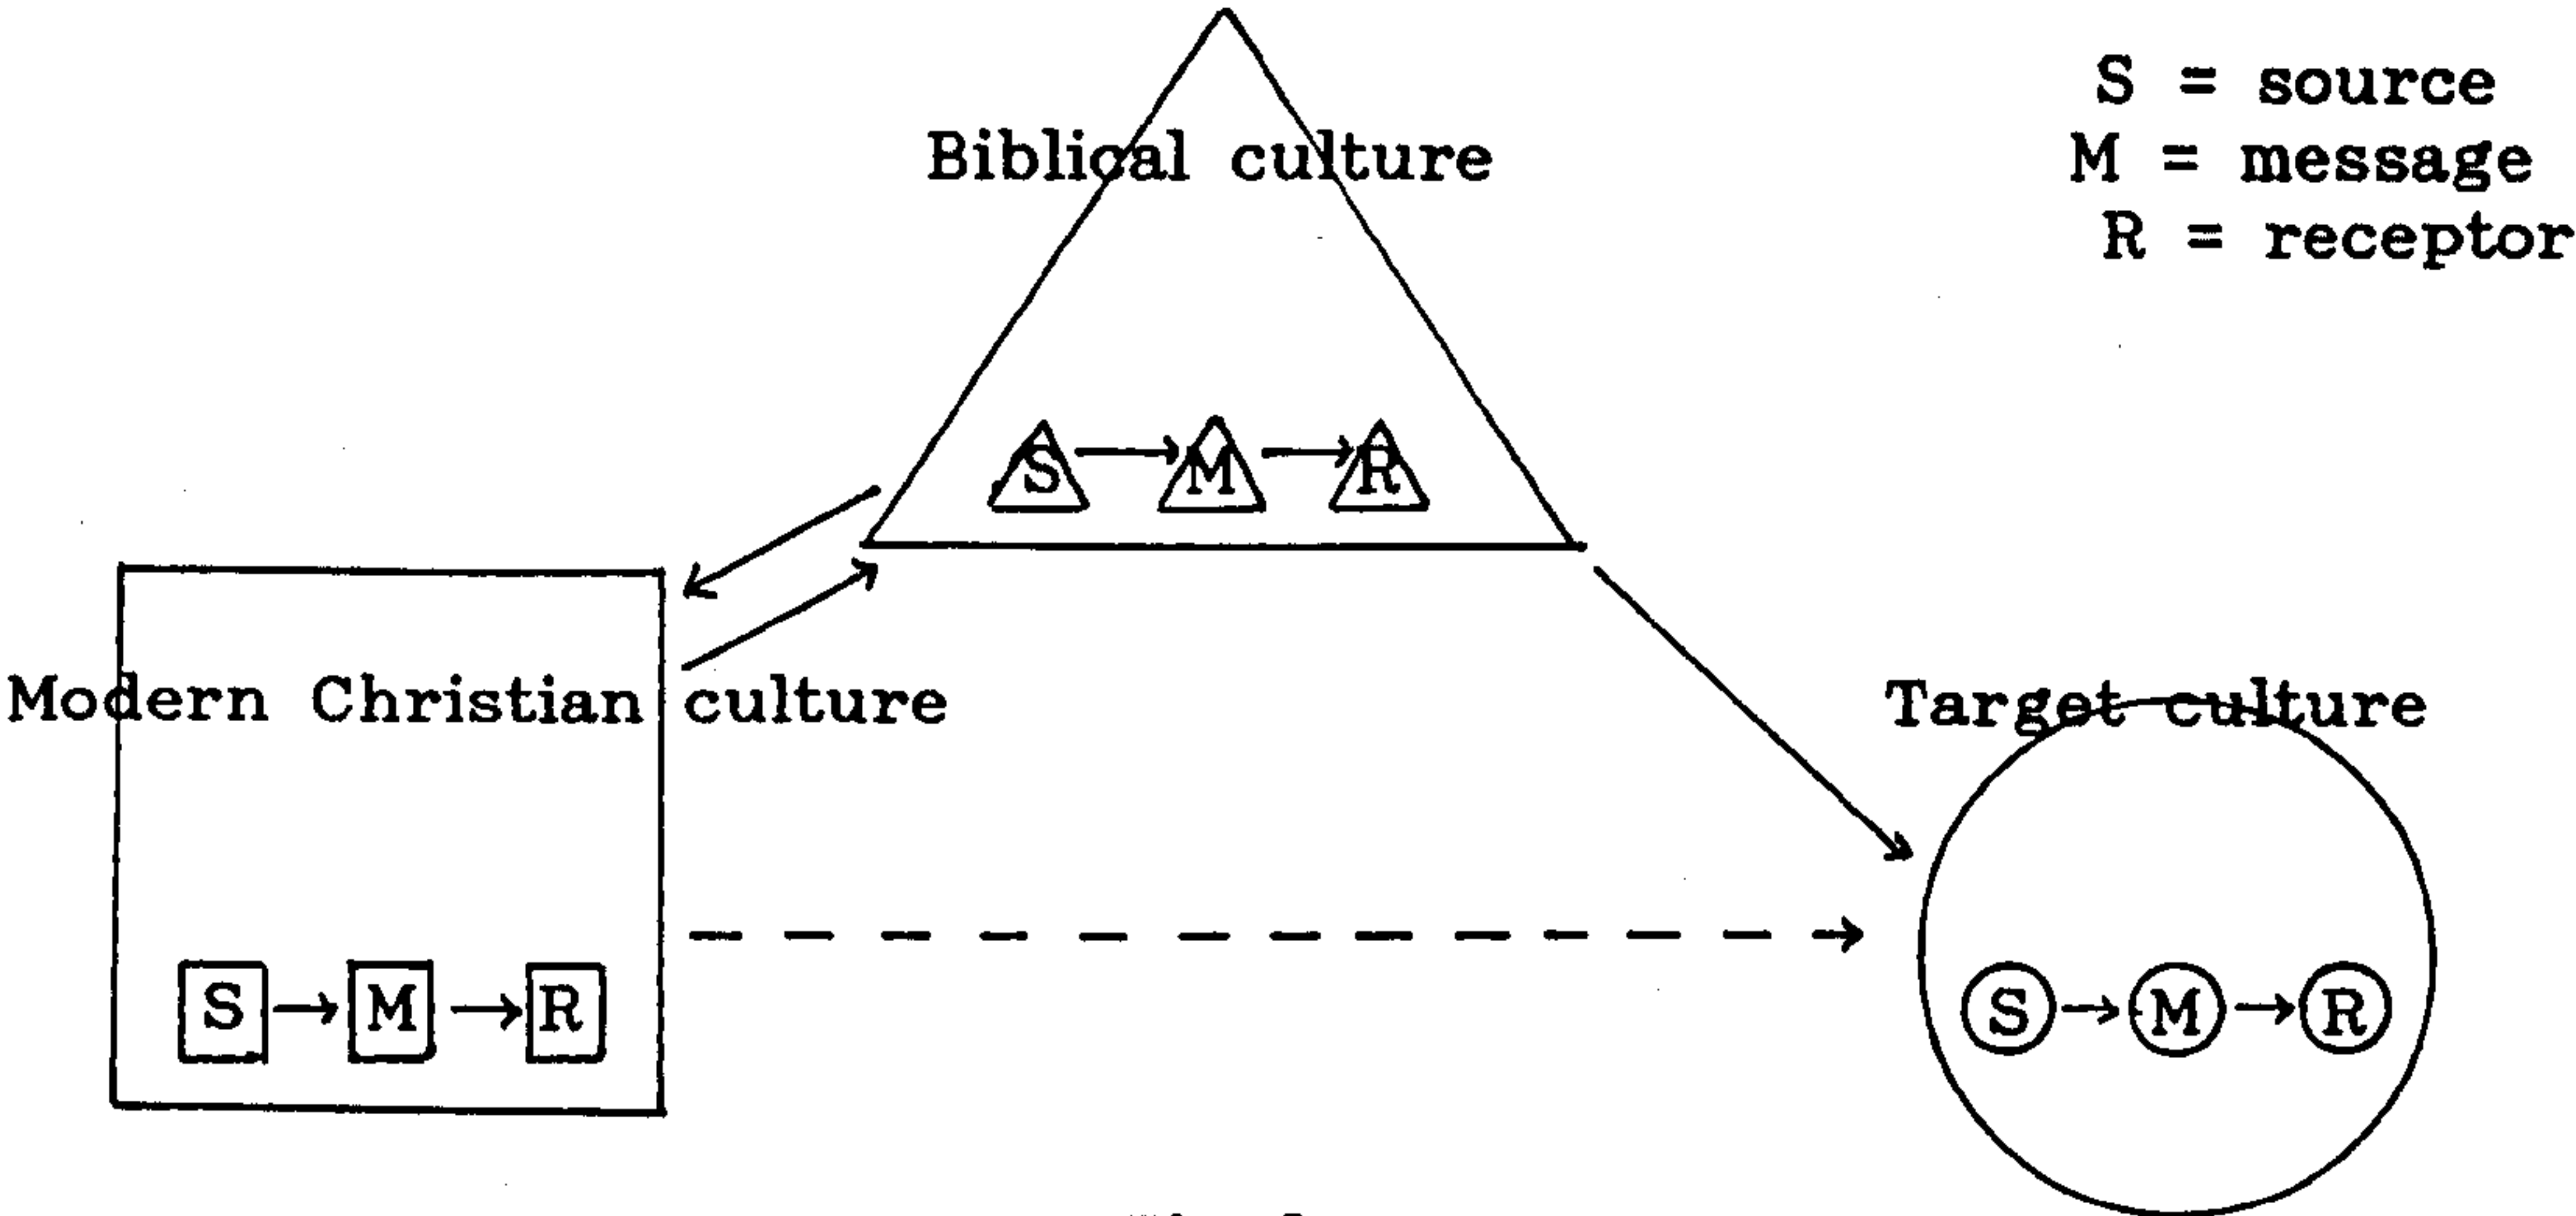 S = source
M = message
R = receptor
Biblical culture
S M R
Modern Christian culture
S M R
Target culture
S M R